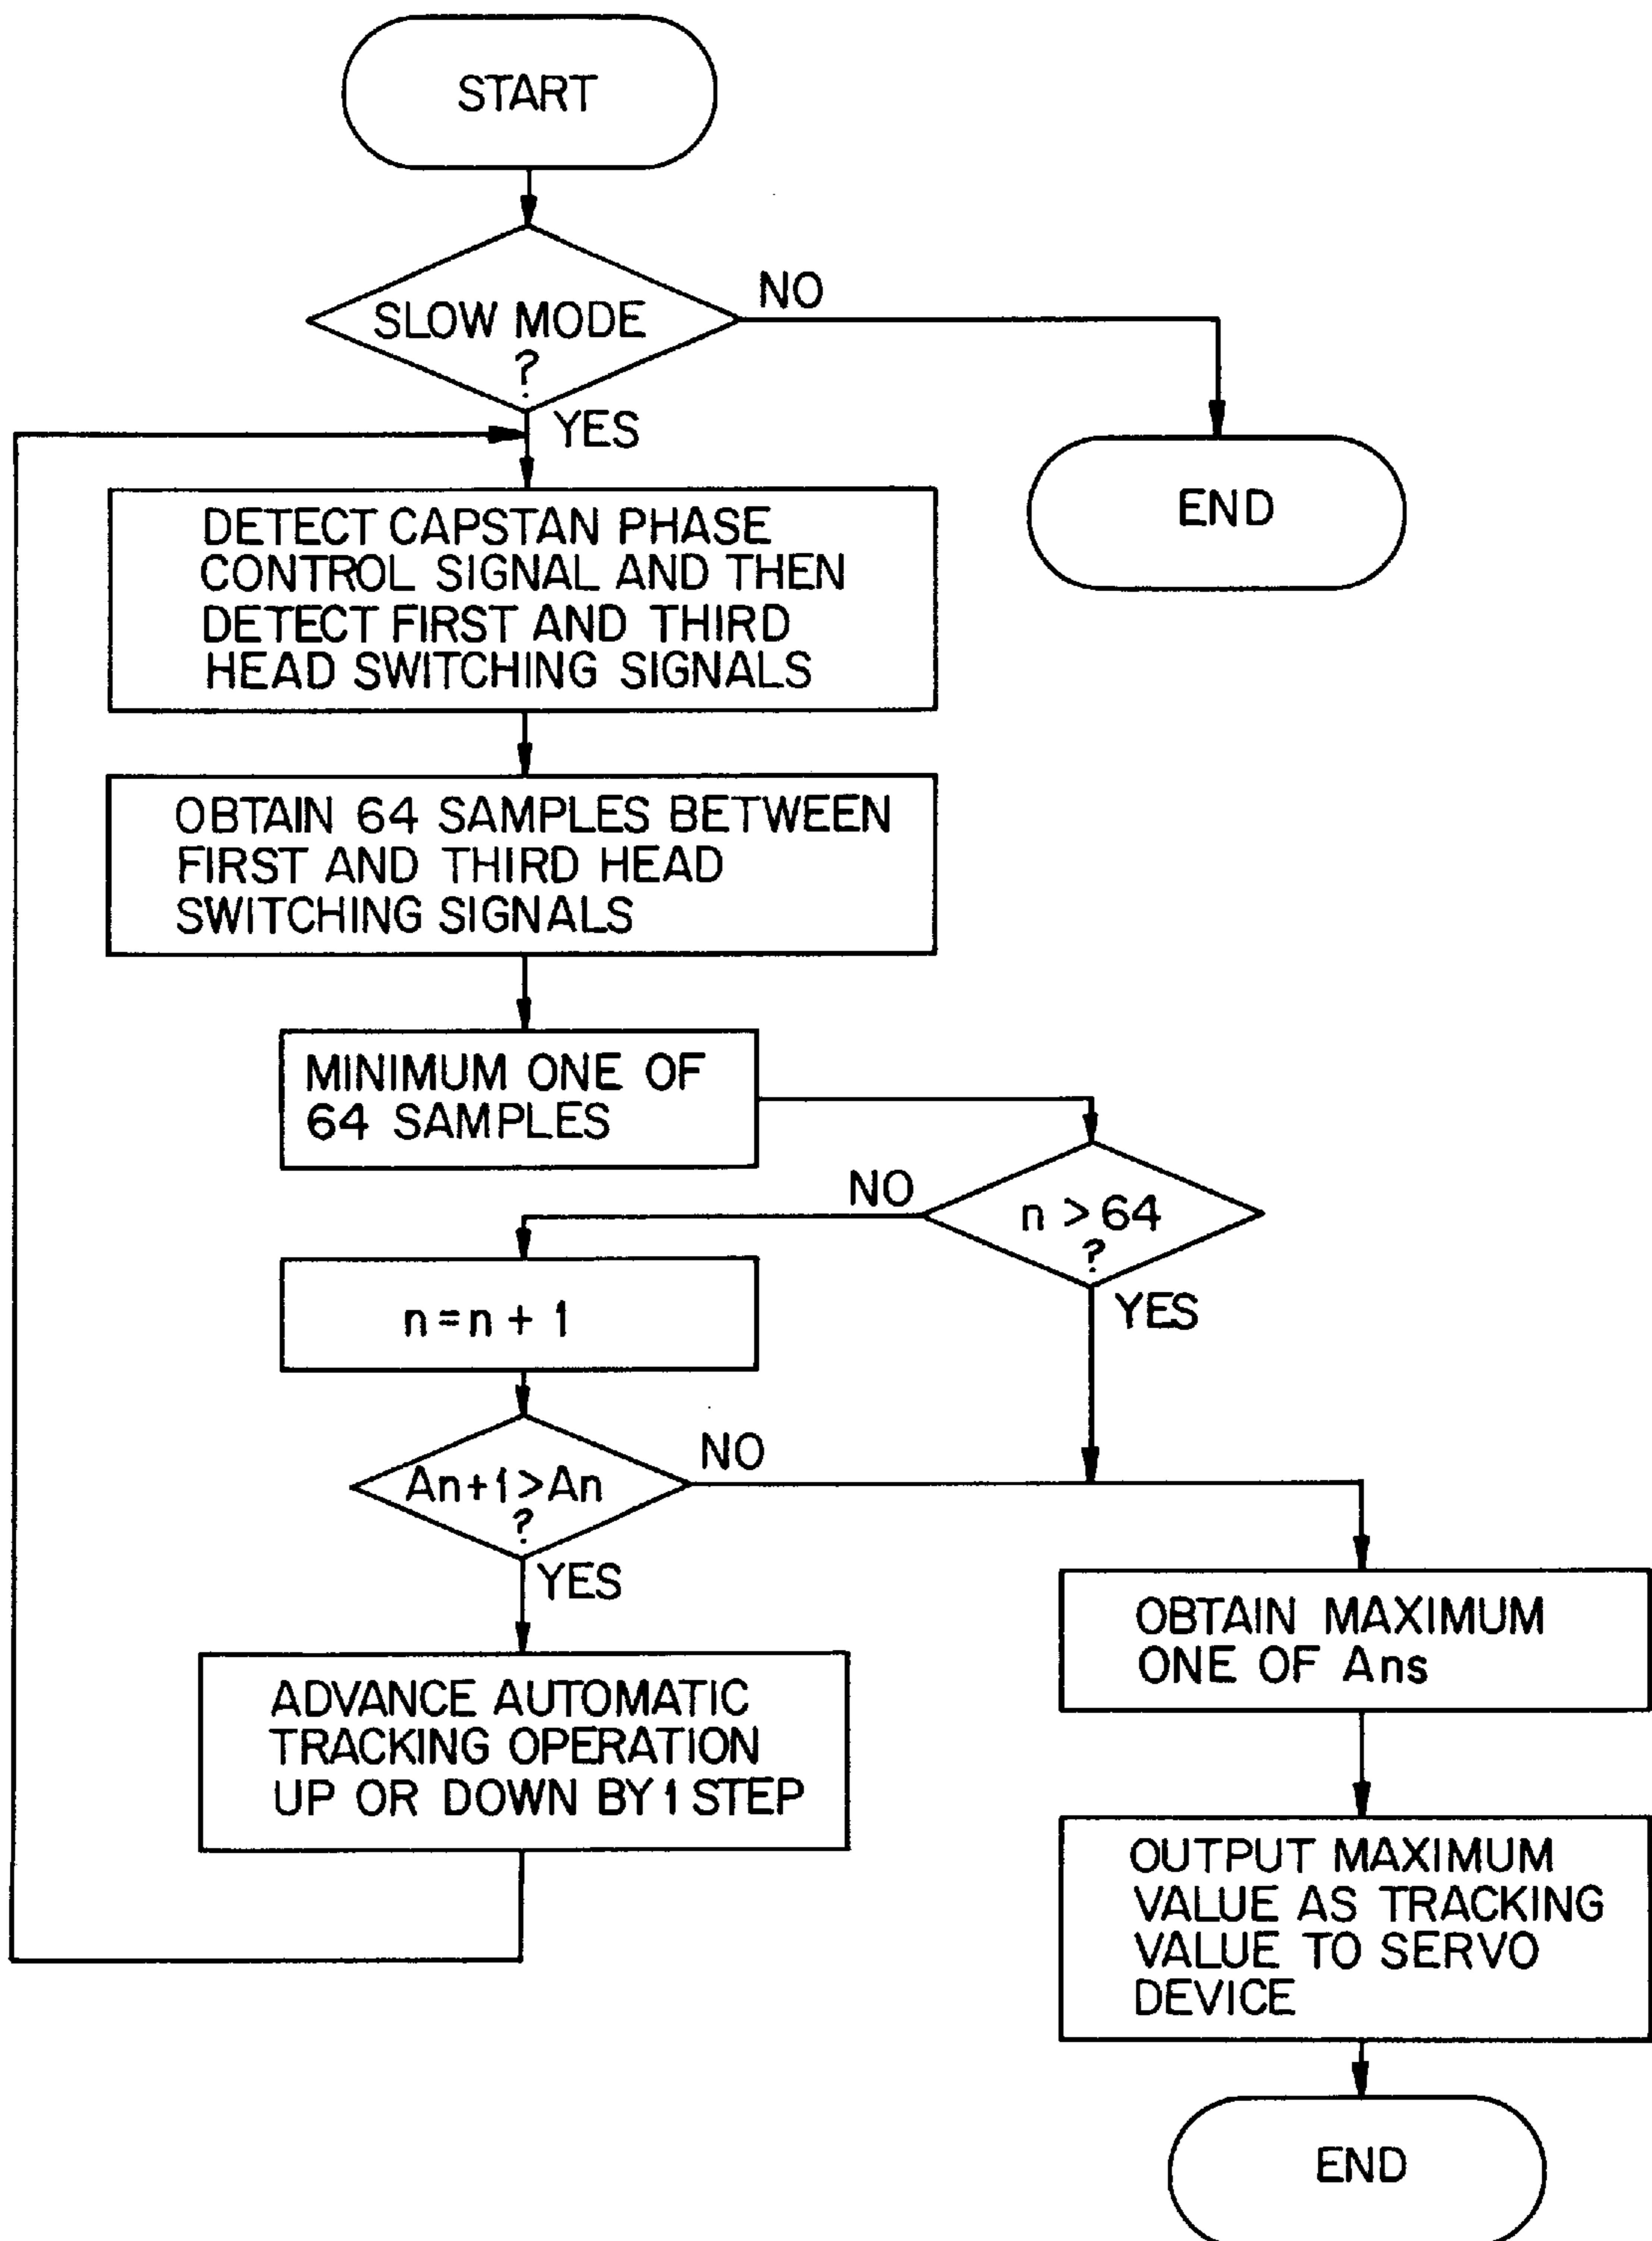 START
SLOW MODE
?
NO
YES
END
DETECT CAPSTAN PHASE
CONTROL SIGNAL AND THEN
DETECT FIRST AND THIRD
HEAD SWITCHING SIGNALS
OBTAIN 64 SAMPLES BETWEEN
FIRST AND THIRD HEAD
SWITCHING SIGNALS
MINIMUM ONE OF
64 SAMPLES
n > 64
?
NO
YES
n = n + 1
An+1>An
?
NO
YES
ADVANCE AUTOMATIC
TRACKING OPERATION
UP OR DOWN BY 1 STEP
OBTAIN MAXIMUM
ONE OF Ans
OUTPUT MAXIMUM
VALUE AS TRACKING
VALUE TO SERVO
DEVICE
END